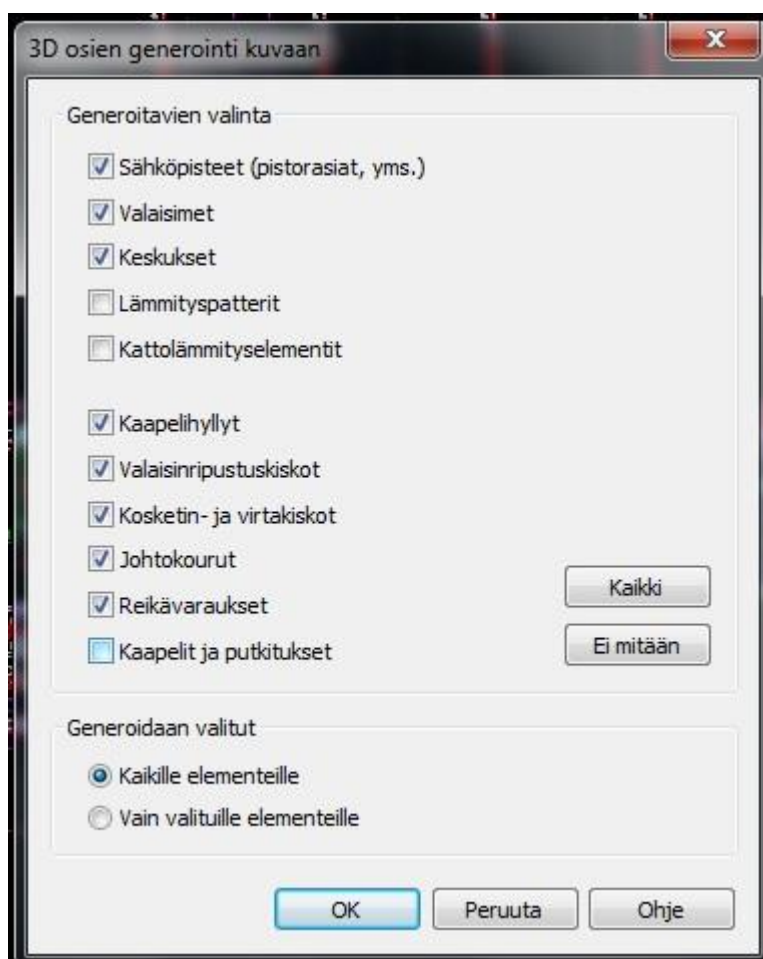 3D osien generointi kuvaan
Generoitavien valinta
Sähköpisteet (pistorasiat, yms.)
Valaisimet
Keskukset
Lämmityspatterit
Kattolämmityselementit
Kaapelihyllyt
Valaisinripustuskiskot
Kosketin- ja virtakiskot
Johtokourut
Reikävaraukset
Kaapelit ja putkitukset
Kaikki
Ei mitään
Generoidaan valitut
Kaikille elementeille
Vain valituille elementeille
OK Peruuta Ohje